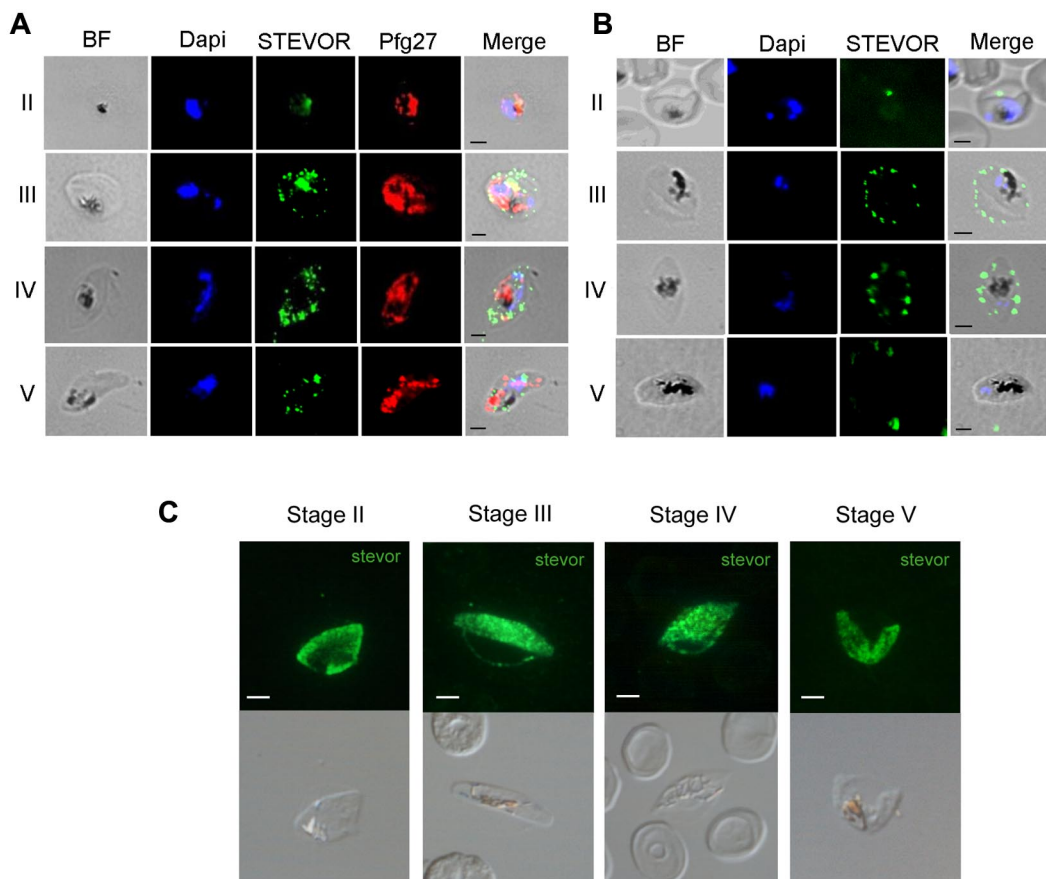 A
BF Dapi STEVOR Pfg27 Merge
II
III
IV
V
B
BF Dapi STEVOR Merge
II
III
IV
V
C
Stage II Stage III Stage IV Stage V
stevor stevor stevor stevor